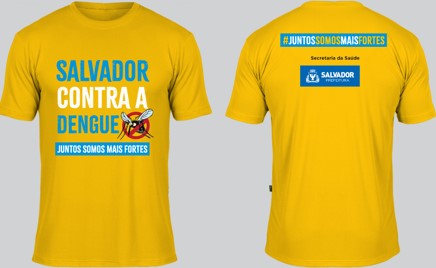 SALVADOR
CONTRA A
DENGUE
JUNTOS SOMOS MAIS FORTES
#JUNTOSSOMOSMAISFORTES
Secretaria da Saúde
SALVADOR
PREFEITURA